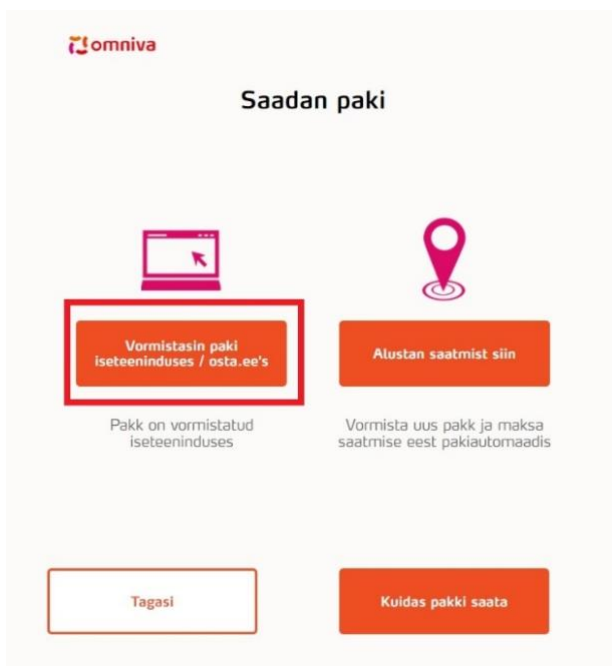 omniva
Saadan paki
Vormistasin paki
iseteeninduses / osta.ee's
Pakk on vormistatud
iseteeninduses
Alustan saatmist siin
Vormista uus pakk ja maksa
saatmise eest pakiautomaadis
Tagasi
Kuidas pakki saata